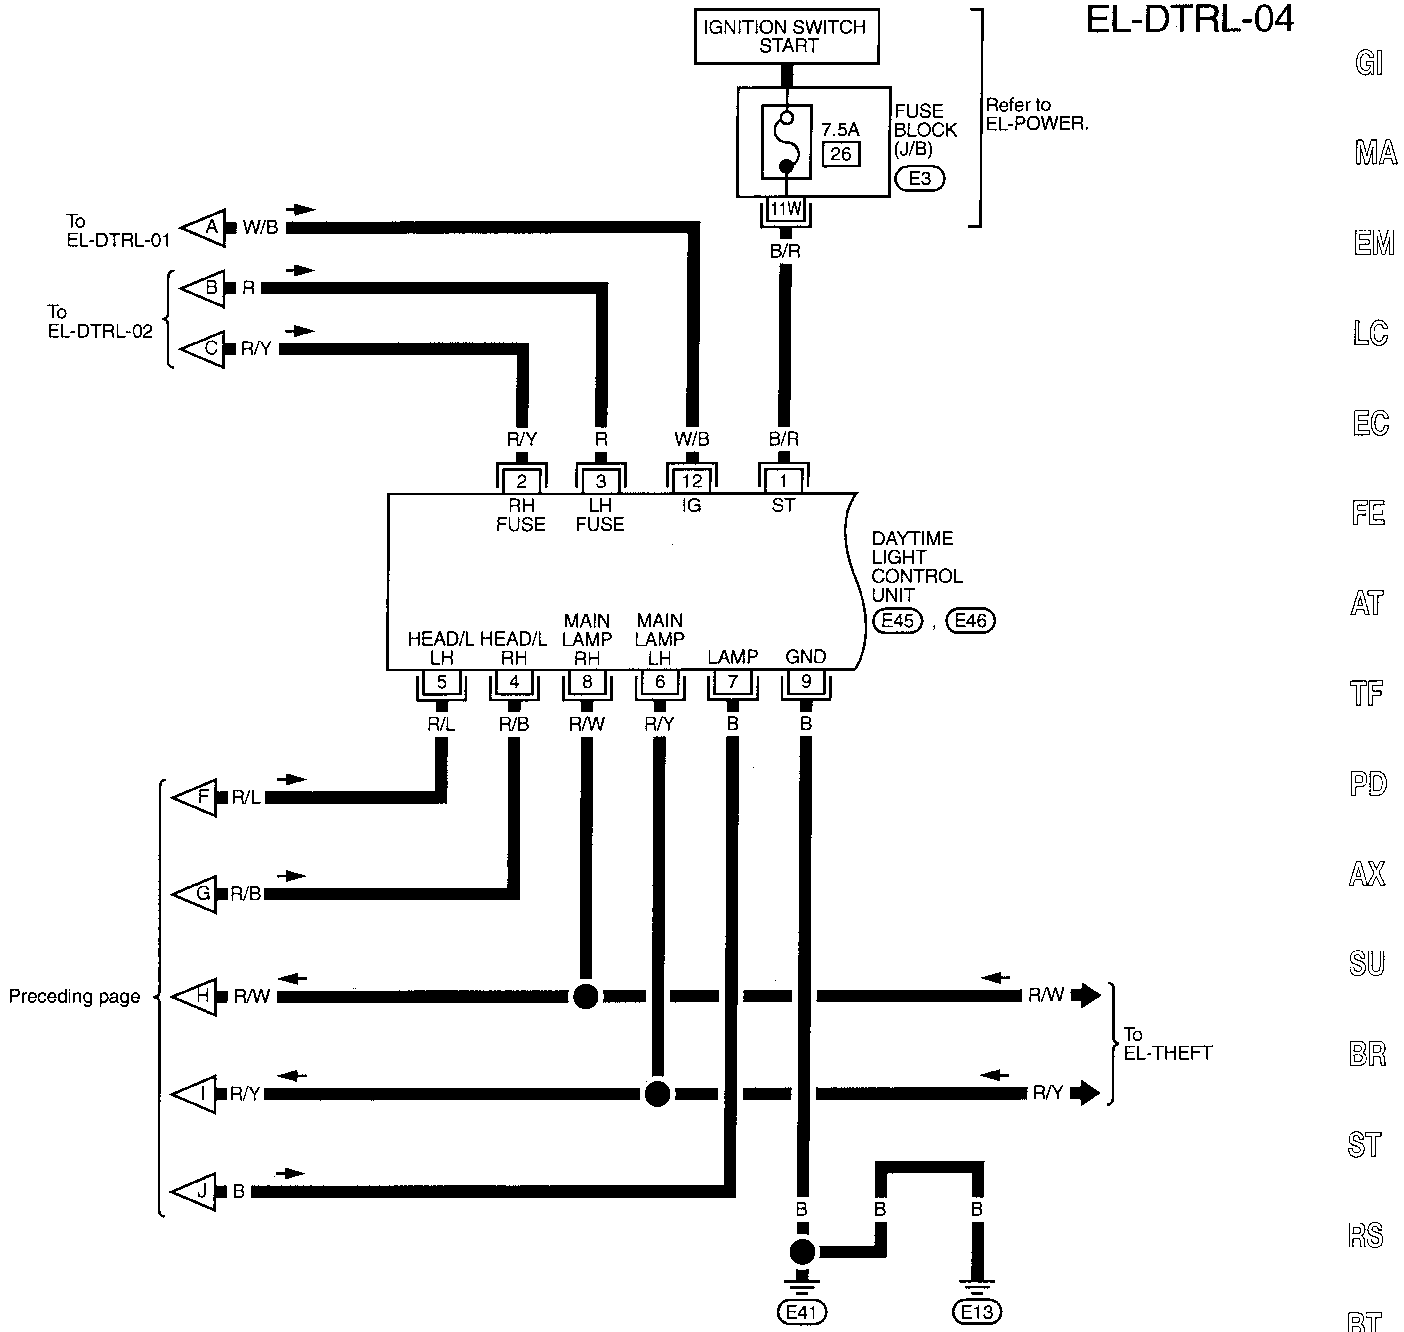 EL-DTRL-04
IGNITION SWITCH
START
FUSE
BLOCK
(J/B)
E3
7.5A
26
11W
Refer to
EL-POWER.
GI
MA
EM
LC
EC
FE
AT
TF
PD
AX
SU
BR
ST
RS
BT
To
EL-DTRL-01
A
W/B
B/R
To
EL-DTRL-02
B
R
C
R/Y
R/Y
R
W/B
B/R
2
3
12
1
RH
FUSE
LH
FUSE
IG
ST
DAYTIME
LIGHT
CONTROL
UNIT
E45 , E46
HEAD/L
LH
HEAD/L
RH
MAIN
LAMP
RH
MAIN
LAMP
LH
LAMP
GND
5
4
8
6
7
9
R/L
R/B
R/W
R/Y
B
B
Preceding page
F
R/L
G
R/B
H
R/W
R/W
I
R/Y
R/Y
To
EL-THEFT
J
B
B
B
B
E41
E13